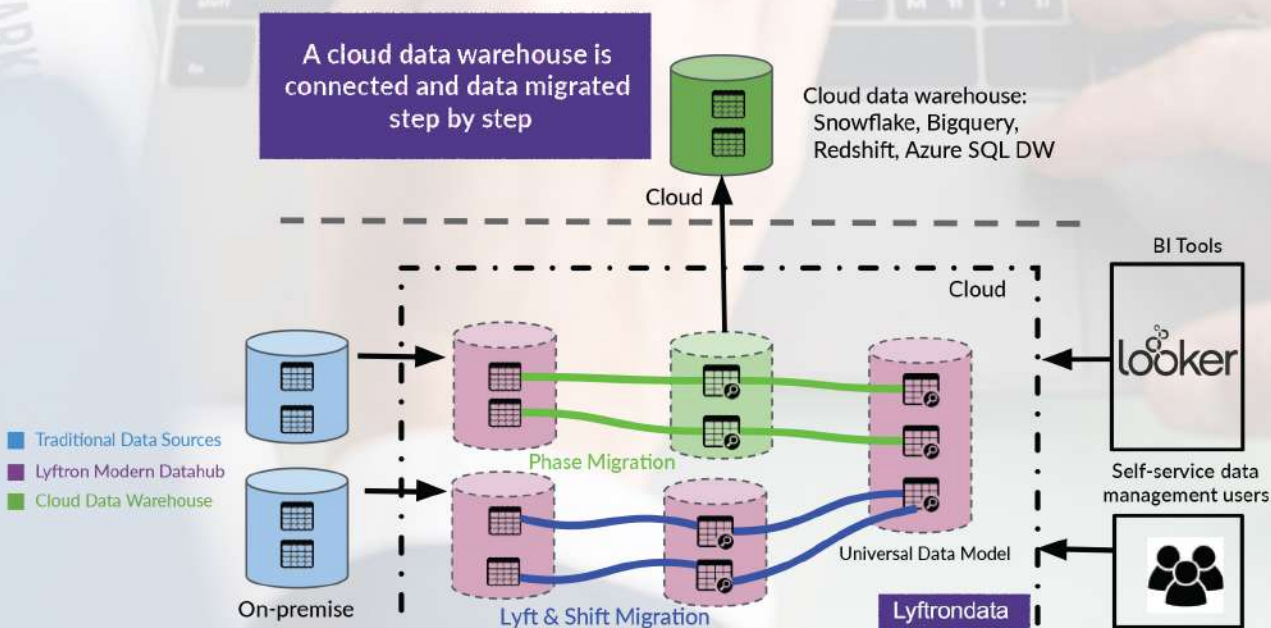 A cloud data warehouse is
connected and data migrated
step by step
Cloud data warehouse:
Snowflake, Bigquery,
Redshift, Azure SQL DW
Cloud
BI Tools
Cloud
looker
Traditional Data Sources
Lyftron Modern Datahub
Cloud Data Warehouse
Phase Migration
Self-service data
management users
Universal Data Model
On-premise
Lyft & Shift Migration
Lyftrondata